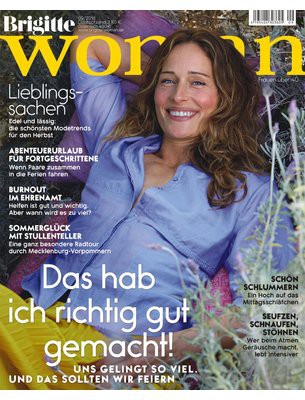 Brigitte
woman
Frauen über 40
Lieblings-
sachen
Edel und lässig:
die schönsten Modetrends
für den Herbst
ABENTEUERURLAUB
FÜR FORTGESCHRITTENE
Wenn Paare zusammen
in die Ferien fahren
BURNOUT
IM EHRENAMT
Helfen ist gut und wichtig.
Aber wann wird es zu viel?
SOMMERGLÜCK
MIT STULLENTELLER
Eine ganz besondere Radtour
durch Mecklenburg-Vorpommern
Das hab
ich richtig gut
gemacht!
UNS GELINGT SO VIEL.
UND DAS SOLLTEN WIR FEIERN
SCHÖN
SCHLUMMERN
Ein Hoch auf das
Mittagsschläfchen
SEUFZEN,
SCHNAUFEN,
STÖHNEN
Wer beim Atmen
Geräusche macht,
lebt intensiver